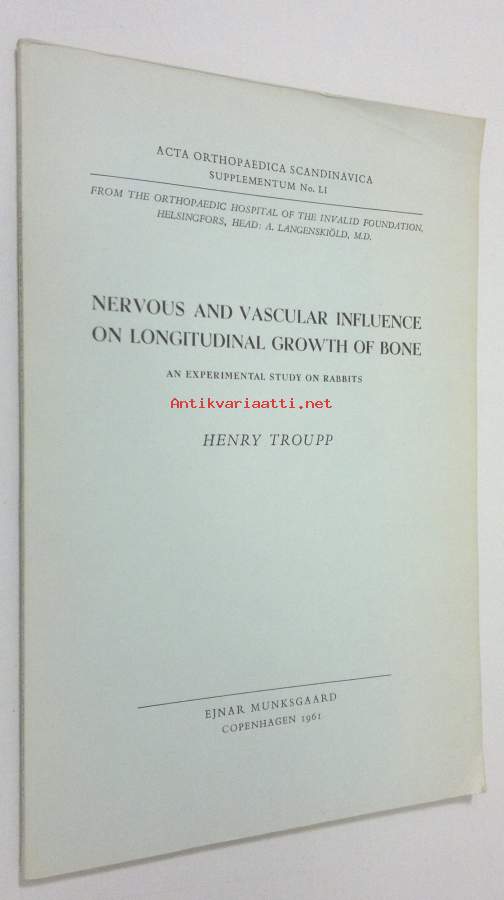 ACTA ORTHOPAEDICA SCANDINAVICA
SUPPLEMENTUM No. LI
FROM THE ORTHOPAEDIC HOSPITAL OF THE INVALID FOUNDATION,
HELSINGFORS, HEAD: A. LANGENSKIÖLD, M.D.
NERVOUS AND VASCULAR INFLUENCE
ON LONGITUDINAL GROWTH OF BONE
AN EXPERIMENTAL STUDY ON RABBITS
Antikvariaatti.net
HENRY TROUPP
EJNAR MUNKSGAARD
COPENHAGEN 1961